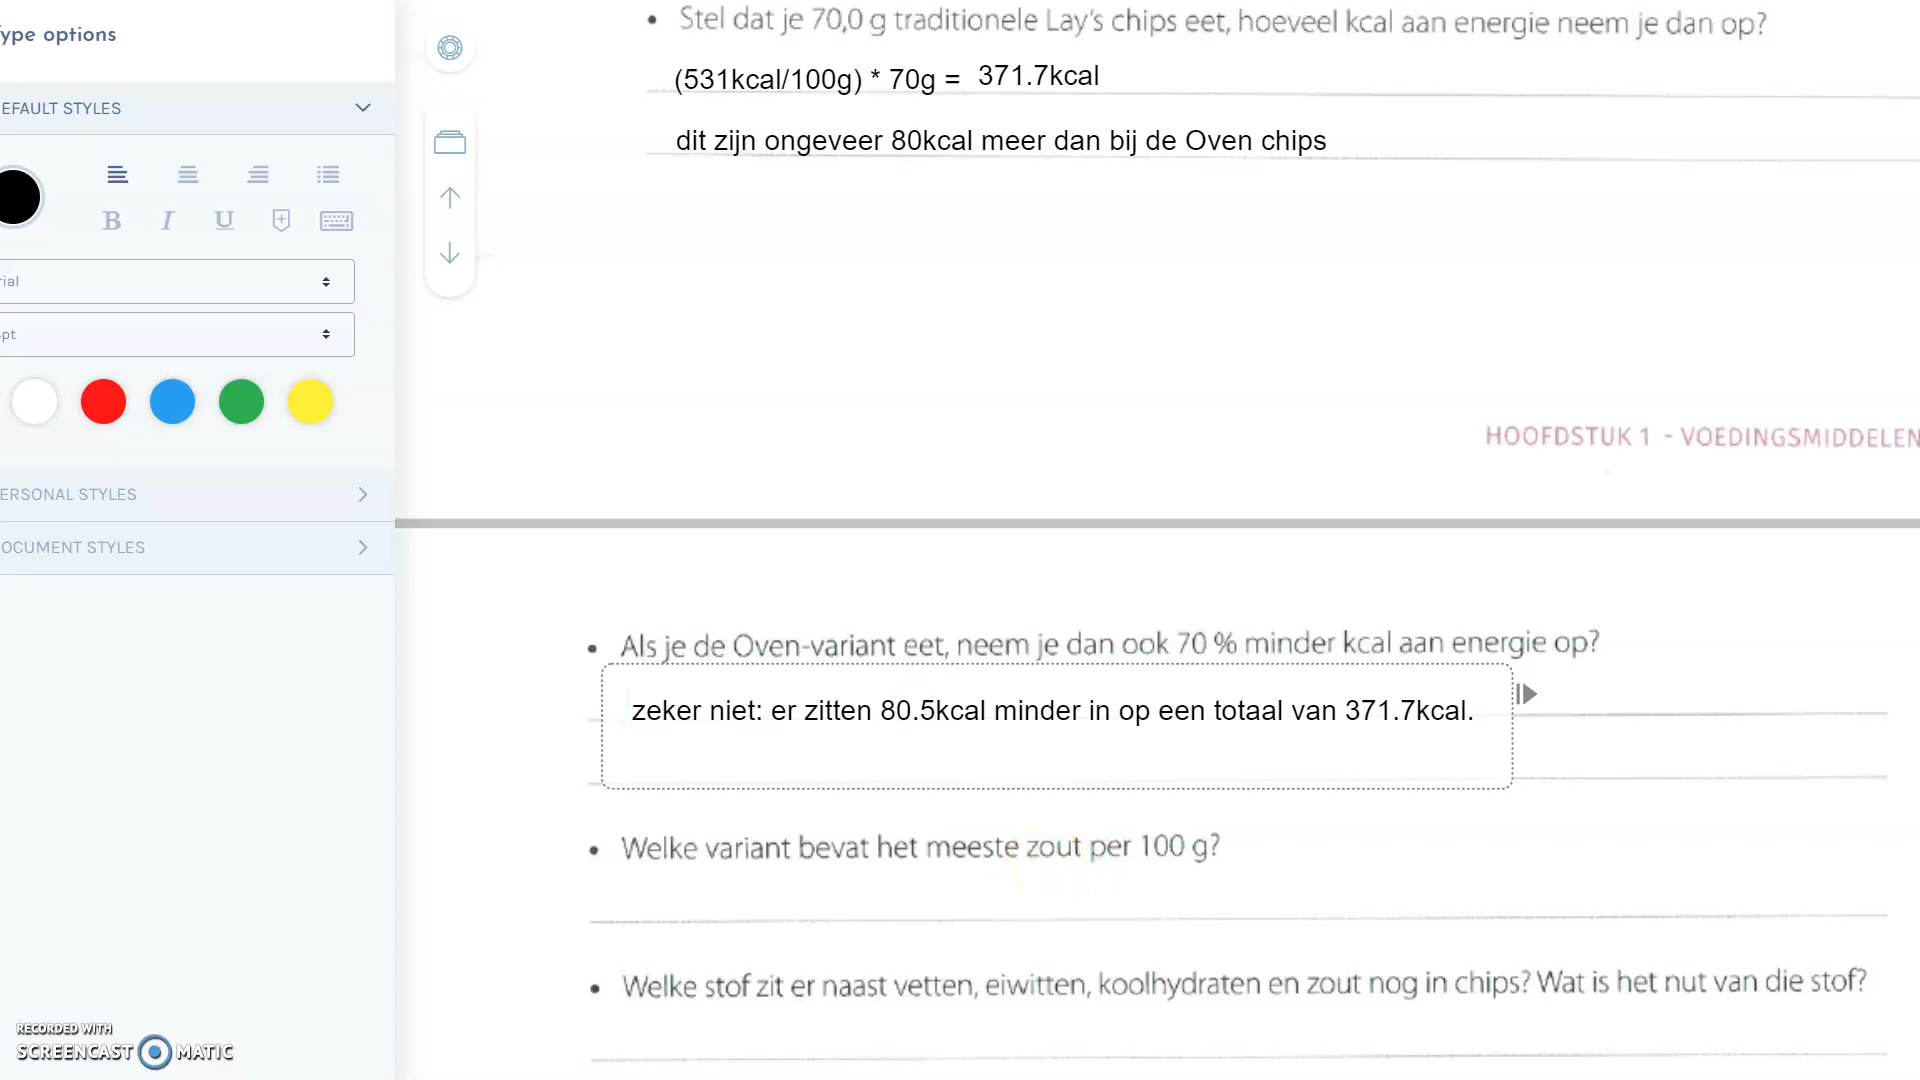 ype options
EFAULT STYLES
B I U
rial
pt
ERSONAL STYLES
OCUMENT STYLES
• Stel dat je 70,0 g traditionele Lay's chips eet, hoeveel kcal aan energie neem je dan op?
(531kcal/100g) * 70g = 371.7kcal
dit zijn ongeveer 80kcal meer dan bij de Oven chips
HOOFDSTUK 1 - VOEDINGSMIDDELEN
• Als je de Oven-variant eet, neem je dan ook 70 % minder kcal aan energie op?
zeker niet: er zitten 80.5kcal minder in op een totaal van 371.7kcal.
• Welke variant bevat het meeste zout per 100 g?
• Welke stof zit er naast vetten, eiwitten, koolhydraten en zout nog in chips? Wat is het nut van die stof?
RECORDED WITH
SCREENCAST MATIC